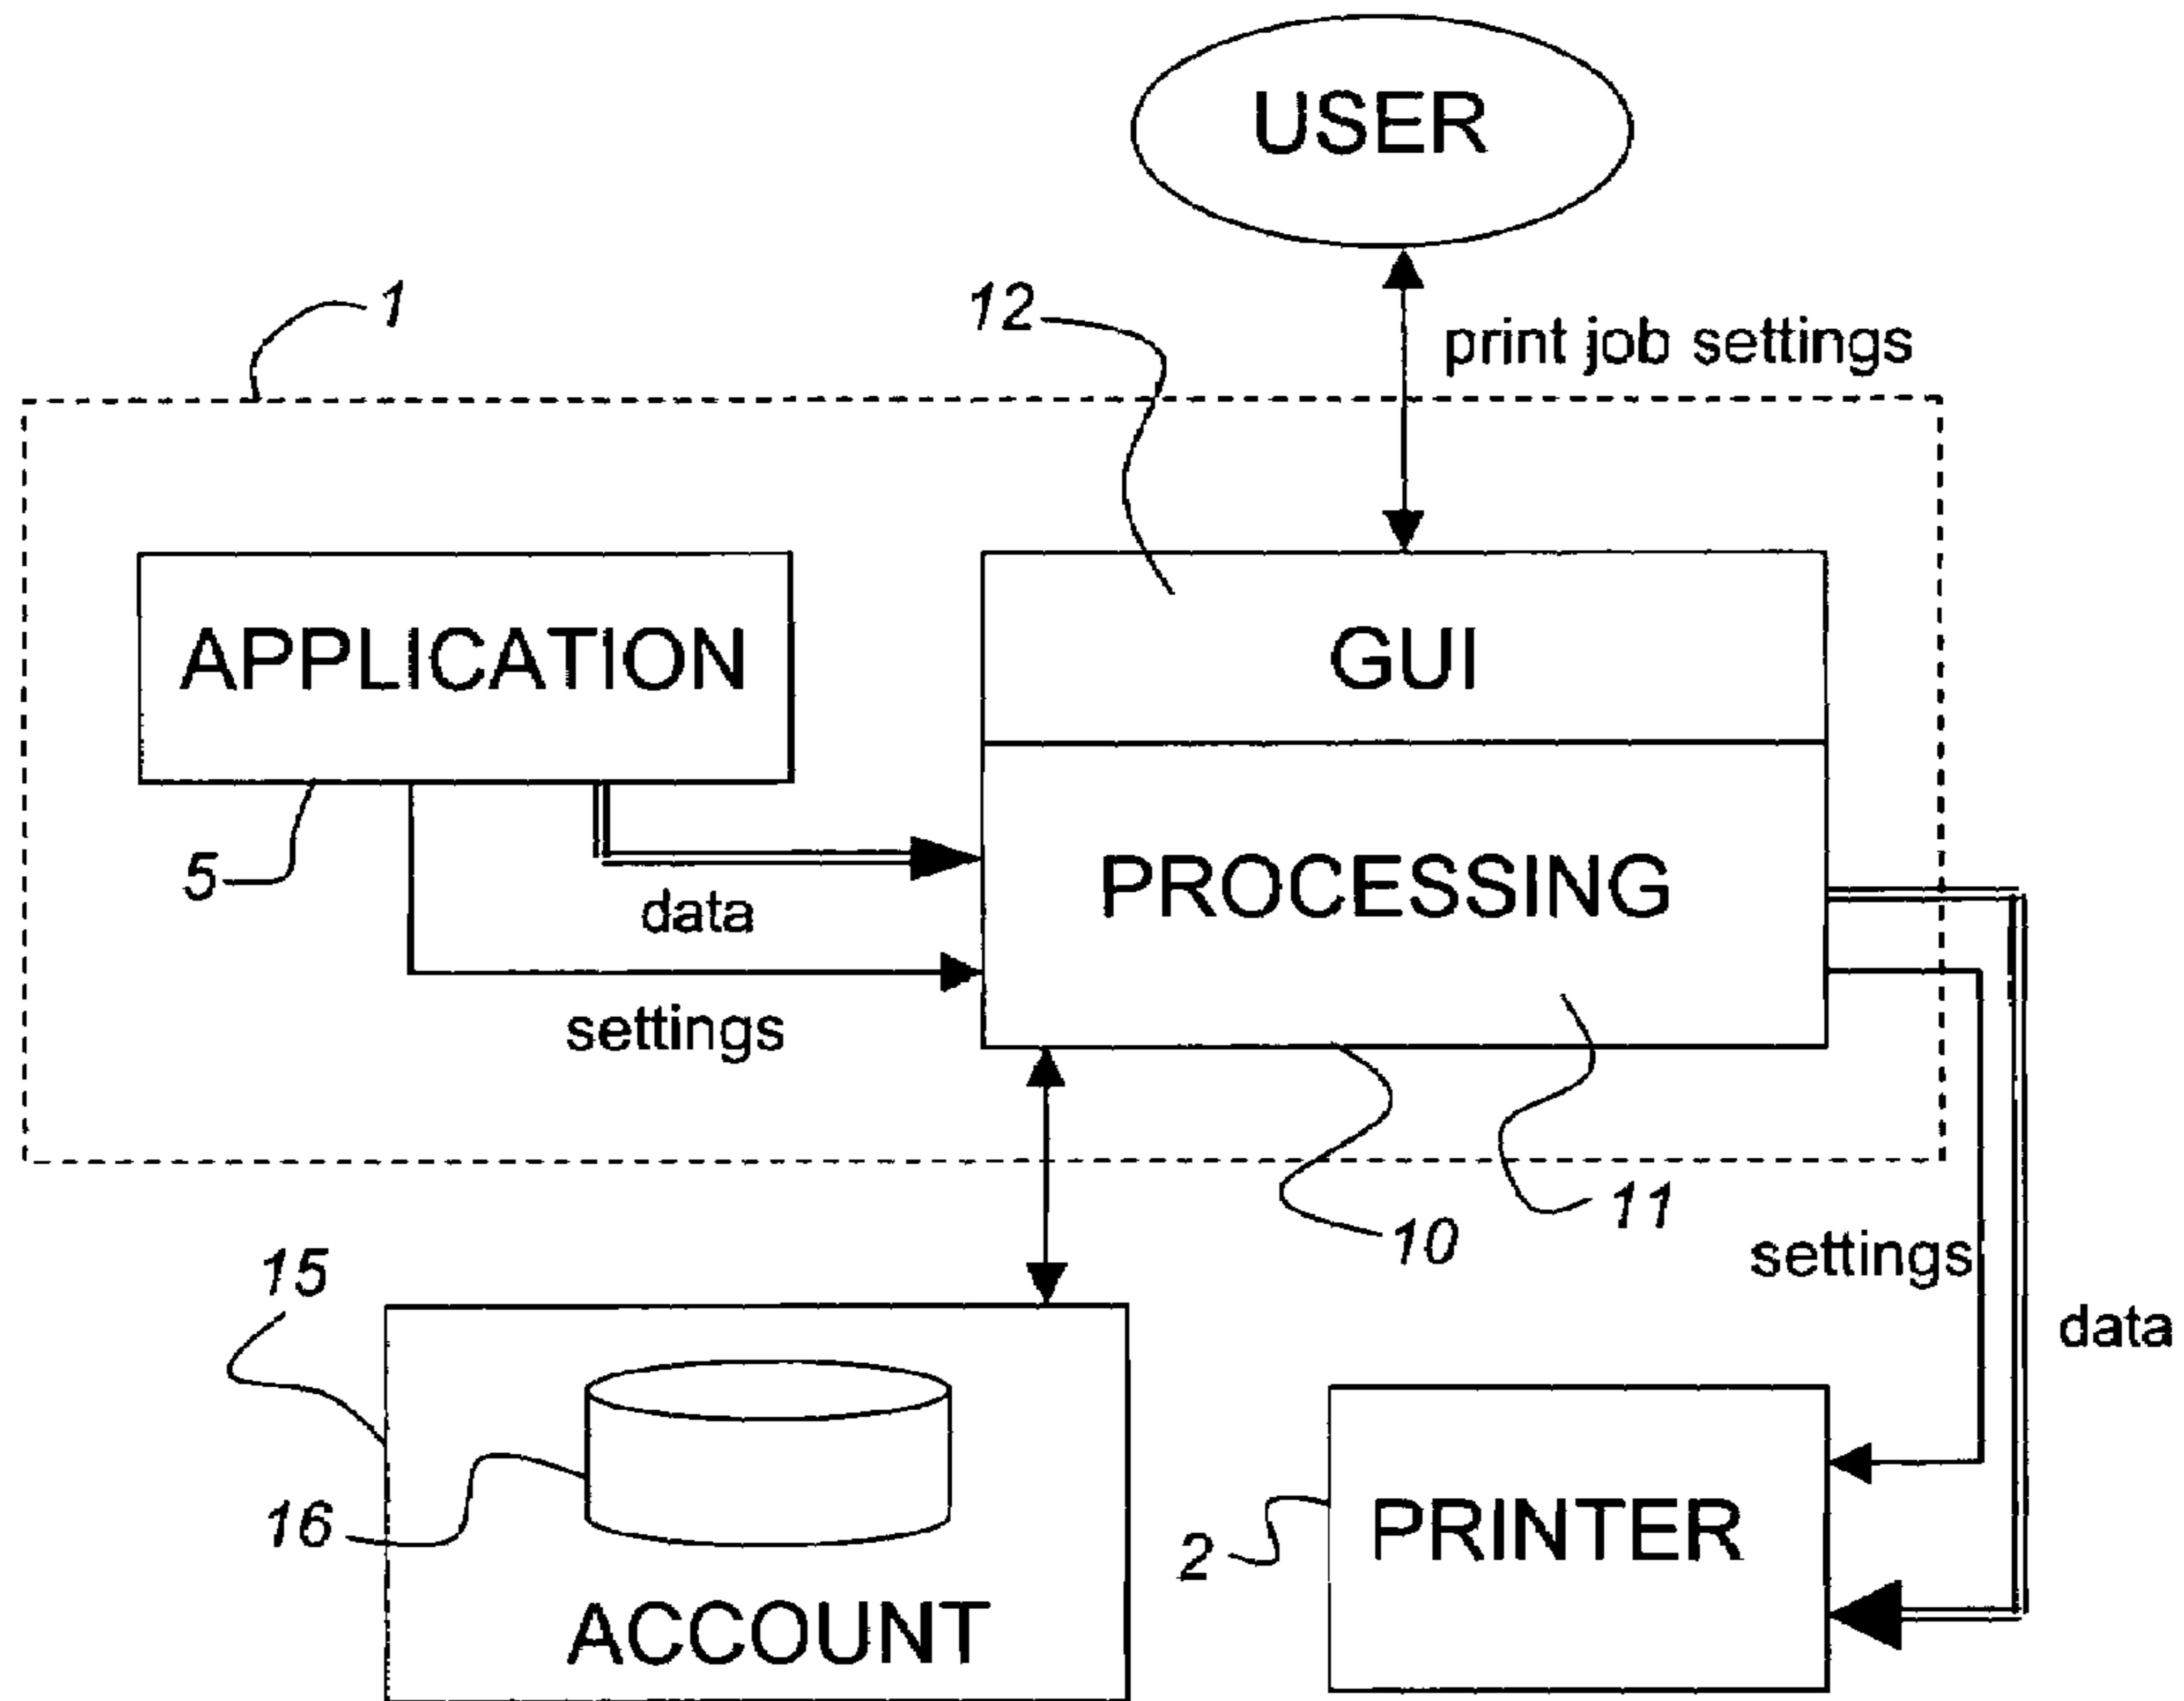 USER
1
12
print job settings
APPLICATION
GUI
5
data
PROCESSING
settings
11
10
settings
15
data
16
2
PRINTER
ACCOUNT